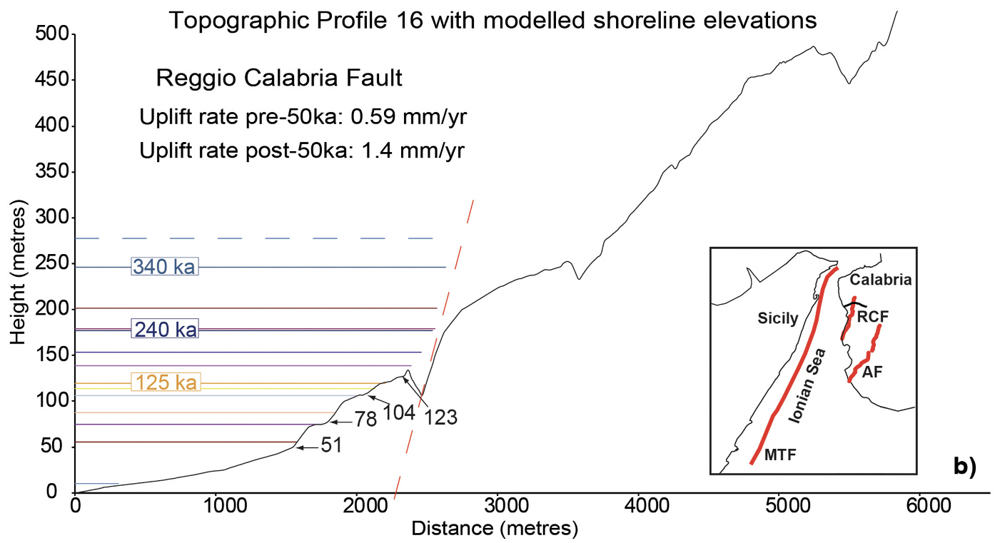 Topographic Profile 16 with modelled shoreline elevations
Reggio Calabria Fault
Uplift rate pre-50ka: 0.59 mm/yr
Uplift rate post-50ka: 1.4 mm/yr
Height (metres)
500
450
400
350
300
250
200
150
100
50
0
340 ka
240 ka
125 ka
51
78
104
123
0
1000
2000
3000
4000
5000
6000
Distance (metres)
Calabria
Sicily
RCF
Ionian Sea
AF
MTF
b)